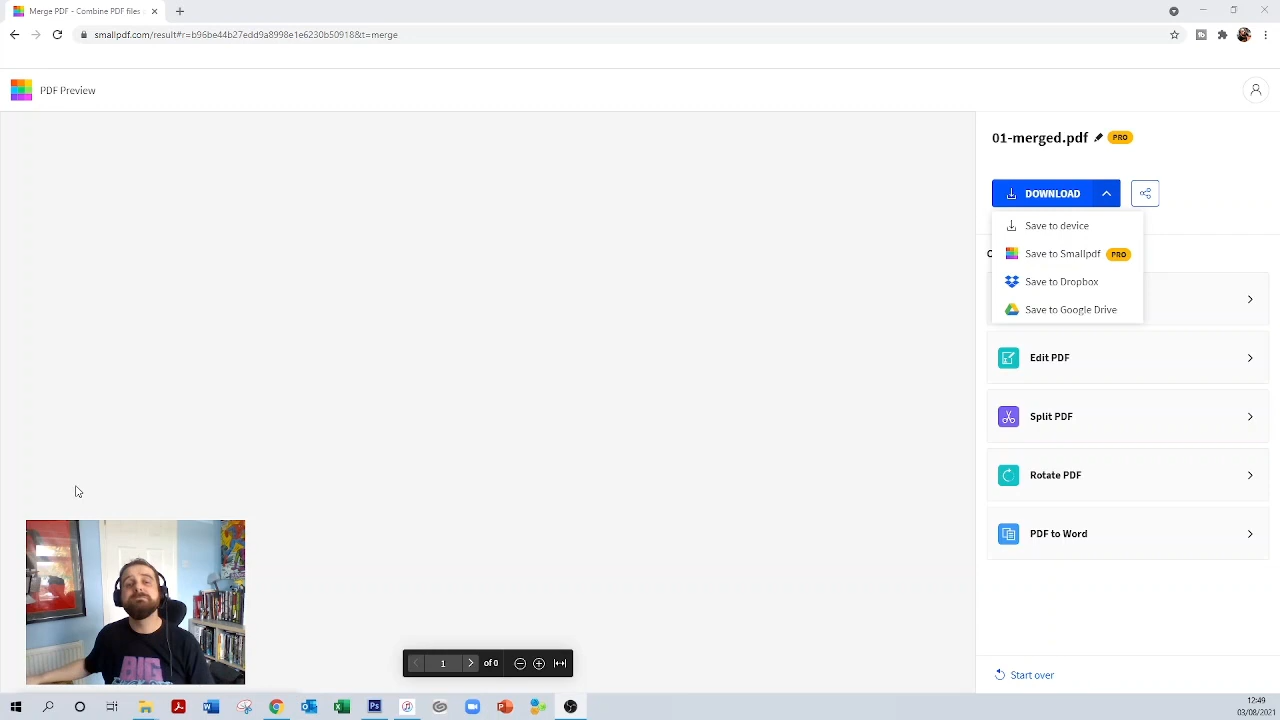 Merge PDF - Combine PDF files
smallpdf.com/result#r=b96be44b27edd9a8998e1e6230b50918&t=merge
PDF Preview
01-merged.pdf PRO
DOWNLOAD
Save to device
Save to Smallpdf PRO
Save to Dropbox
Save to Google Drive
Edit PDF
Split PDF
Rotate PDF
PDF to Word
BIG
1 of 0
Start over
12:49
03/08/2021